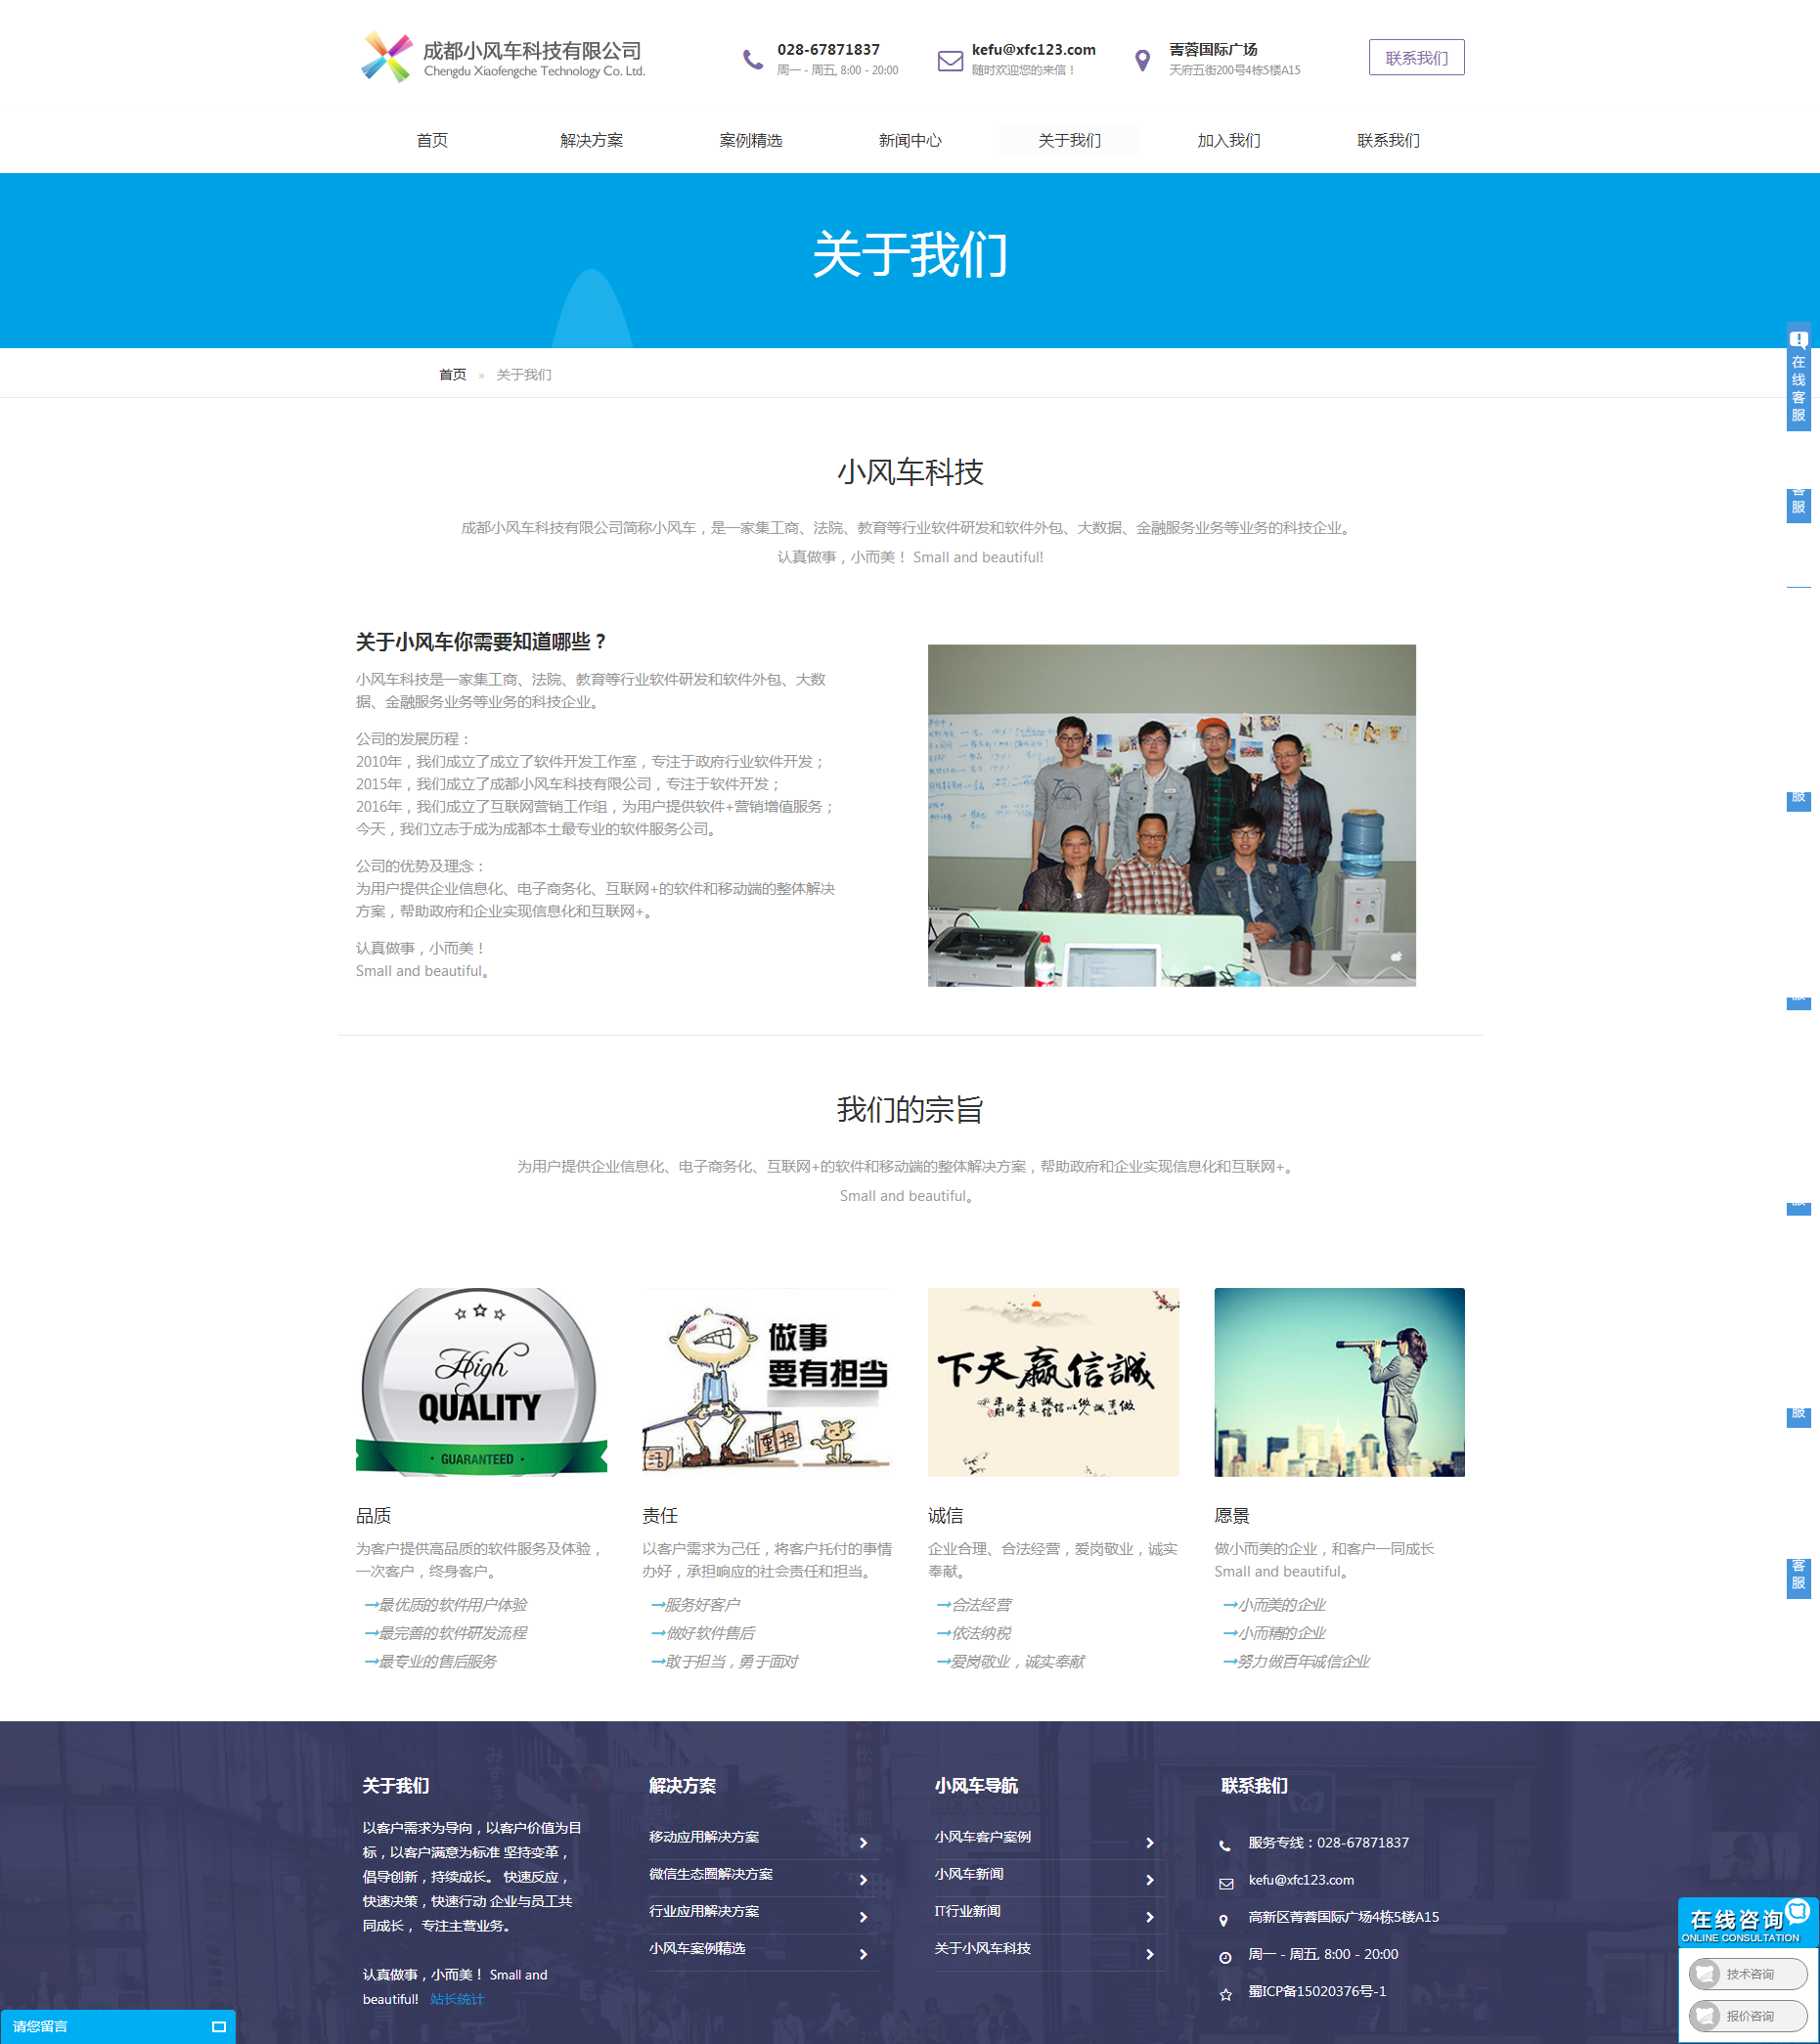 成都小风车科技有限公司
Chengdu Xiaofengche Technology Co. Ltd.
028-67871837
周一 - 周五, 8:00 - 20:00
kefu@xfc123.com
随时欢迎您的来信！
菁蓉国际广场
天府五街200号4栋5楼A15
联系我们
首页
解决方案
案例精选
新闻中心
关于我们
加入我们
联系我们
关于我们
首页 » 关于我们
在线客服
客服
小风车科技
成都小风车科技有限公司简称小风车，是一家集工商、法院、教育等行业软件研发和软件外包、大数据、金融服务业务等业务的科技企业。
认真做事，小而美！ Small and beautiful!
关于小风车你需要知道哪些？
小风车科技是一家集工商、法院、教育等行业软件研发和软件外包、大数
据、金融服务业务等业务的科技企业。
公司的发展历程：
2010年，我们成立了成立了软件开发工作室，专注于政府行业软件开发；
2015年，我们成立了成都小风车科技有限公司，专注于软件开发；
2016年，我们成立了互联网营销工作组，为用户提供软件+营销增值服务；
今天，我们立志于成为成都本土最专业的软件服务公司。
公司的优势及理念：
为用户提供企业信息化、电子商务化、互联网+的软件和移动端的整体解决
方案，帮助政府和企业实现信息化和互联网+。
认真做事，小而美！
Small and beautiful。
我们的宗旨
为用户提供企业信息化、电子商务化、互联网+的软件和移动端的整体解决方案，帮助政府和企业实现信息化和互联网+。
Small and beautiful。
High
QUALITY
GUARANTEED
做事
要有担当
重担
下天赢信誠
品质
为客户提供高品质的软件服务及体验，
一次客户，终身客户。
最优质的软件用户体验
最完善的软件研发流程
最专业的售后服务
责任
以客户需求为己任，将客户托付的事情
办好，承担响应的社会责任和担当。
服务好客户
做好软件售后
敢于担当，勇于面对
诚信
企业合理、合法经营，爱岗敬业，诚实
奉献。
合法经营
依法纳税
爱岗敬业，诚实奉献
愿景
做小而美的企业，和客户一同成长
Small and beautiful。
小而美的企业
小而精的企业
努力做百年诚信企业
客服
关于我们
以客户需求为导向，以客户价值为目
标，以客户满意为标准 坚持变革，
倡导创新，持续成长。 快速反应，
快速决策，快速行动 企业与员工共
同成长， 专注主营业务。
认真做事，小而美！ Small and
beautiful! 站长统计
解决方案
移动应用解决方案
微信生态圈解决方案
行业应用解决方案
小风车案例精选
小风车导航
小风车客户案例
小风车新闻
IT行业新闻
关于小风车科技
联系我们
服务专线：028-67871837
kefu@xfc123.com
高新区菁蓉国际广场4栋5楼A15
周一 - 周五, 8:00 - 20:00
蜀ICP备15020376号-1
请您留言
在线咨询
ONLINE CONSULTATION
技术咨询
报价咨询